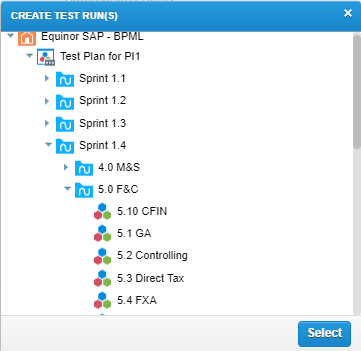 CREATE TEST RUN(S)
Equinor SAP - BPML
Test Plan for PI1
Sprint 1.1
Sprint 1.2
Sprint 1.3
Sprint 1.4
4.0 M&S
5.0 F&C
5.10 CFIN
5.1 GA
5.2 Controlling
5.3 Direct Tax
5.4 FXA
Select